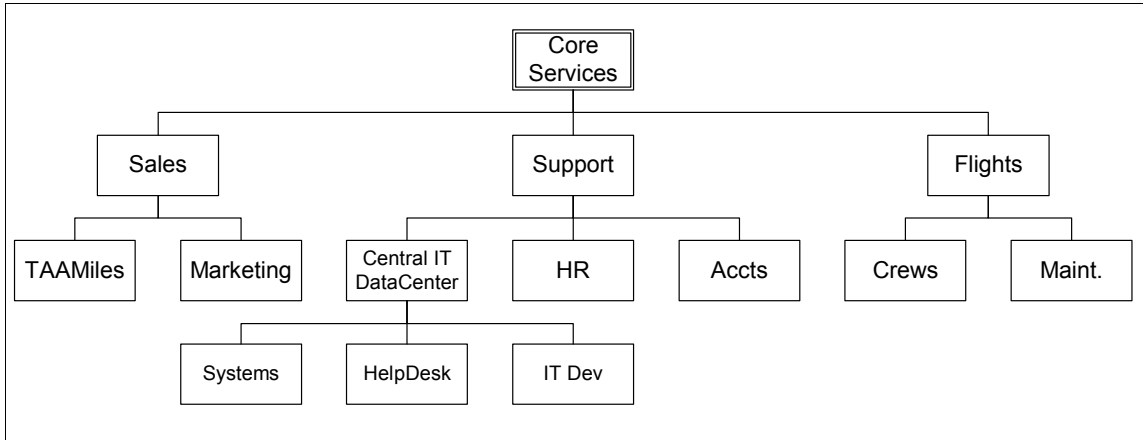 Core
Services
Sales
Support
Flights
TAAMiles
Marketing
Central IT
DataCenter
HR
Accts
Crews
Maint.
Systems
HelpDesk
IT Dev